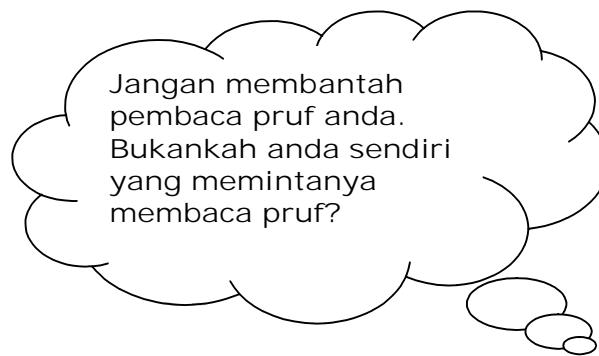 Jangan membantah
pembaca pruf anda.
Bukankah anda sendiri
yang memintanya
membaca pruf?